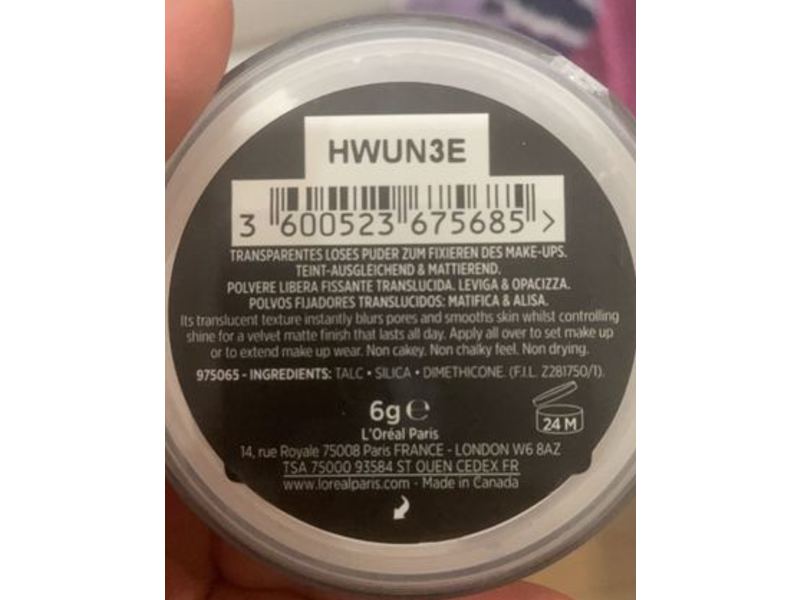 HWUN3E
3 600523 675685 >
TRANSPARENTES LOSES PUDER ZUM FIXIEREN DES MAKE-UPS.
TEINT-AUSGLEICHEND & MATTIEREND.
POLVERE LIBERA FISSANTE TRANSLUCIDA. LEVIGA & OPACIZZA.
POLVOS FIJADORES TRANSLUCIDOS: MATIFICA & ALISA.
Its translucent texture instantly blurs pores and smooths skin whilst controlling
shine for a velvet matte finish that lasts all day. Apply all over to set make up
or to extend make up wear. Non cakey. Non chalky feel. Non drying.
975065 - INGREDIENTS: TALC • SILICA • DIMETHICONE. (F.I.L. Z281750/1).
6g ℮
24 M
L'Oréal Paris
14, rue Royale 75008 Paris FRANCE - LONDON W6 8AZ
TSA 75000 93584 ST OUEN CEDEX FR
www.lorealparis.com - Made in Canada